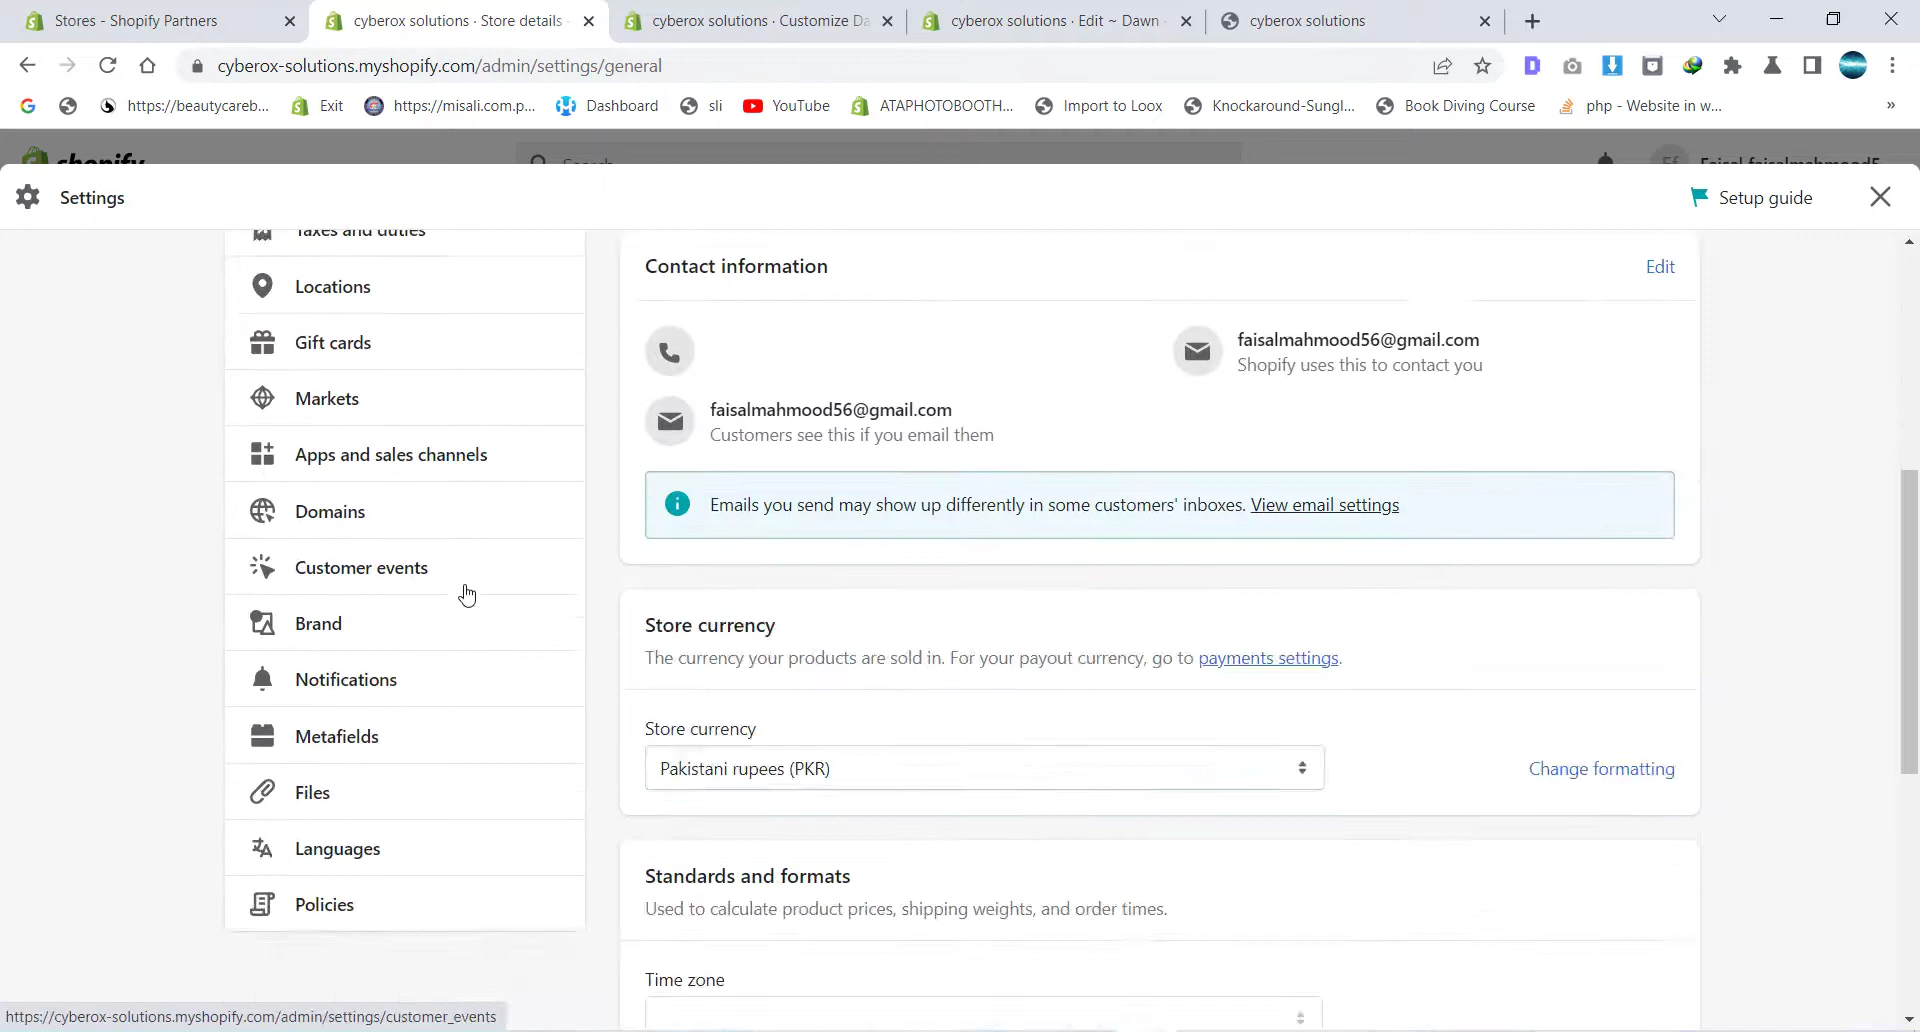 Stores - Shopify Partners
cyberox solutions · Store details
cyberox solutions · Customize Da
cyberox solutions · Edit ~ Dawn
cyberox solutions
cyberox-solutions.myshopify.com/admin/settings/general
https://beautycareb...
Exit
https://misali.com.p...
Dashboard
sli
YouTube
ATAPHOTOBOOTH...
Import to Loox
Knockaround-Sungl...
Book Diving Course
php - Website in w...
»
shopify
Search
Ef
Faisal faisalmahmood5
Settings
Setup guide
Taxes and duties
Locations
Gift cards
Markets
Apps and sales channels
Domains
Customer events
Brand
Notifications
Metafields
Files
Languages
Policies
Contact information
Edit
faisalmahmood56@gmail.com
Shopify uses this to contact you
faisalmahmood56@gmail.com
Customers see this if you email them
Emails you send may show up differently in some customers' inboxes. View email settings
Store currency
The currency your products are sold in. For your payout currency, go to payments settings.
Store currency
Pakistani rupees (PKR)
Change formatting
Standards and formats
Used to calculate product prices, shipping weights, and order times.
Time zone
https://cyberox-solutions.myshopify.com/admin/settings/customer_events